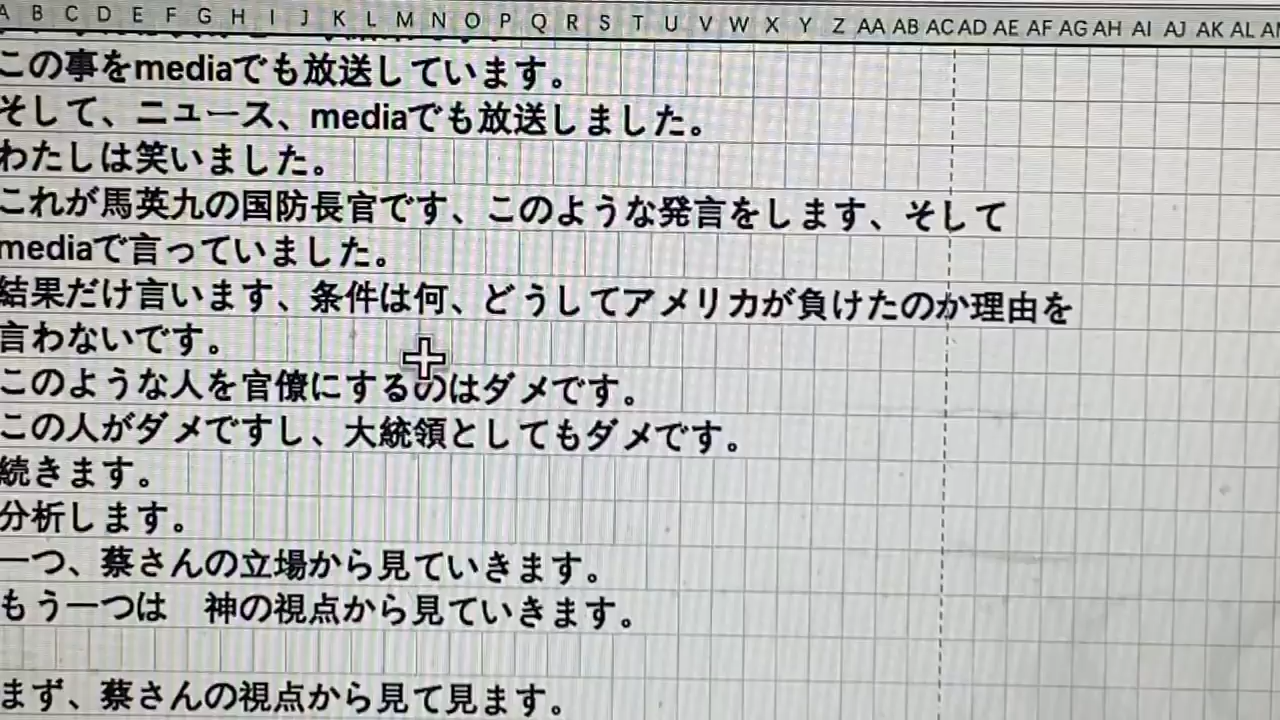 A B C D E F G H I J K L M N O P Q R S T U V W X Y Z AA AB AC AD AE AF AG AH AI AJ AK AL
この事をmediaでも放送しています。
そして、ニュース、mediaでも放送しました。
わたしは笑いました。
これが馬英九の国防長官です、このような発言をします、そして
mediaで言っていました。
結果だけ言います、条件は何、どうしてアメリカが負けたのか理由を
言わないです。
このような人を官僚にするのはダメです。
この人がダメですし、大統領としてもダメです。
続きます。
分析します。
一つ、蔡さんの立場から見ていきます。
もう一つは　神の視点から見ていきます。
まず、蔡さんの視点から見て見ます。